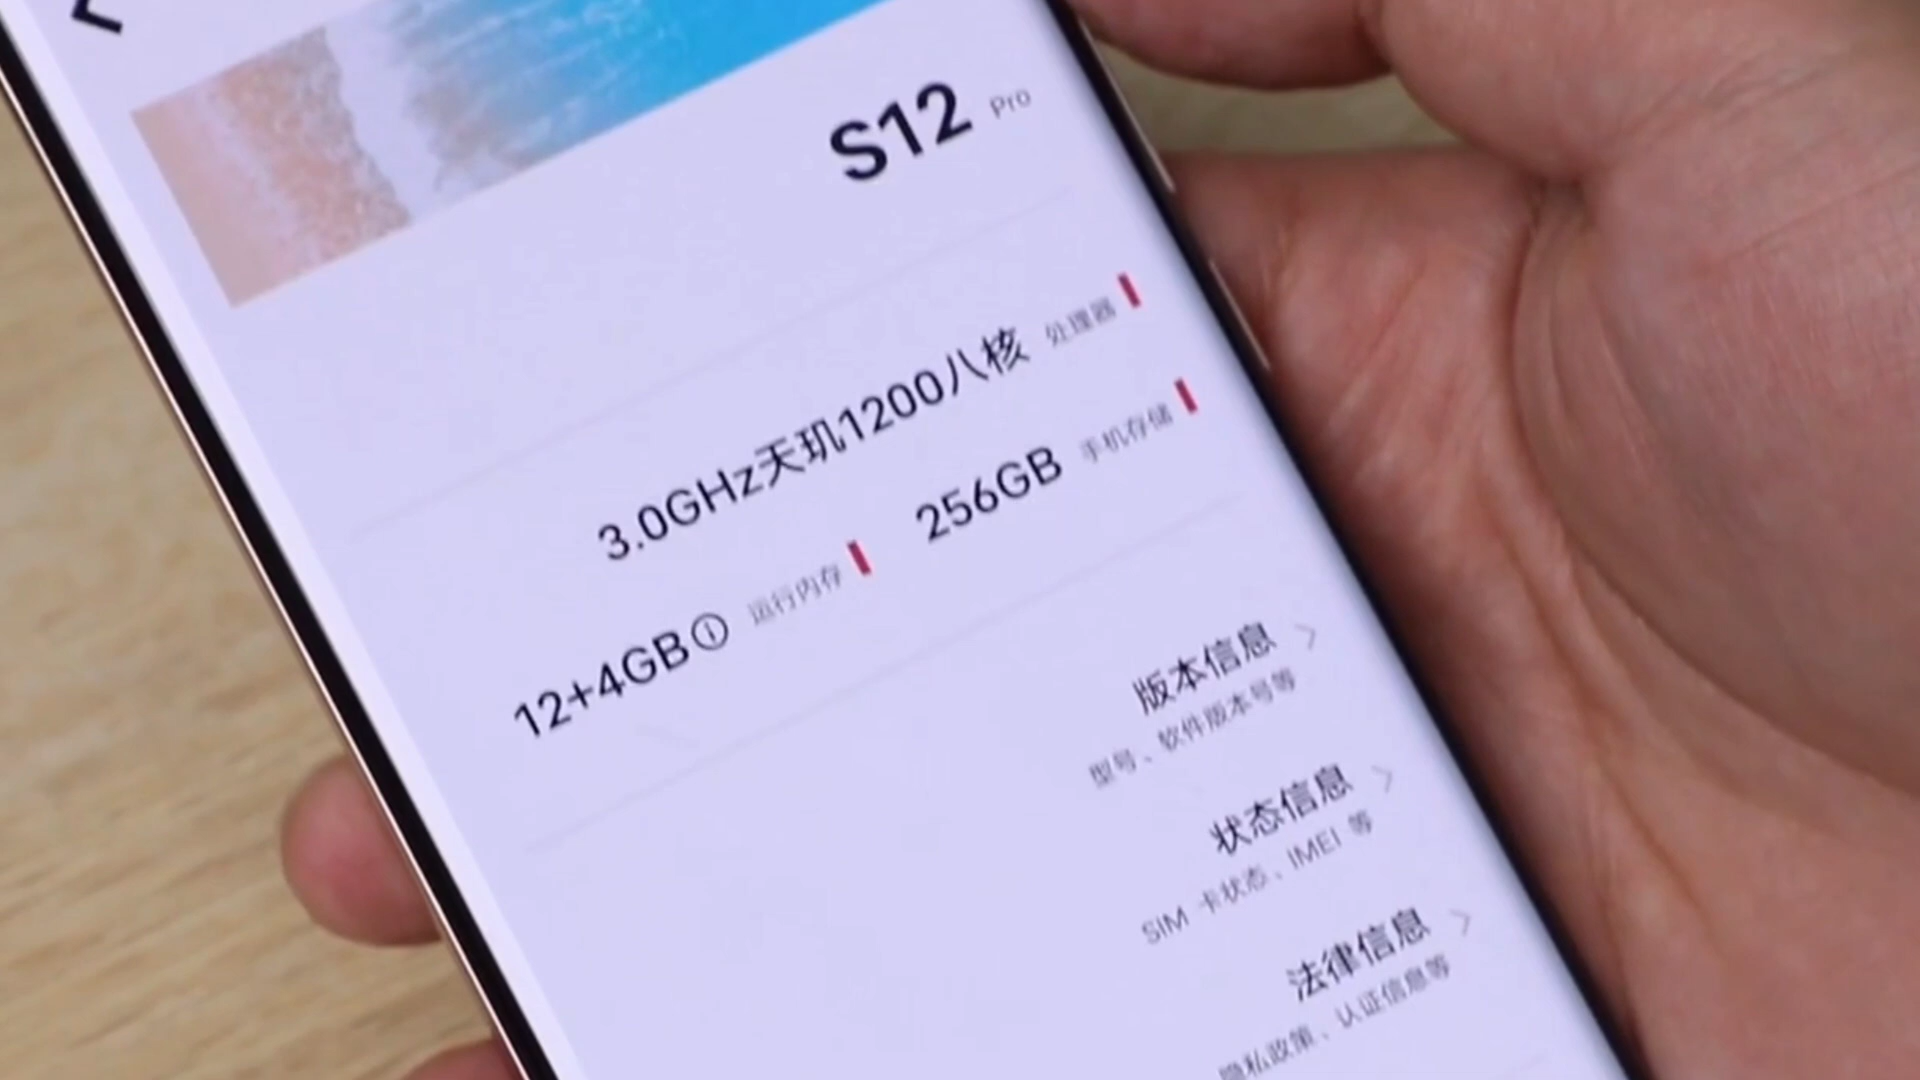 S12 Pro
处理器
3.0GHz天玑1200八核
手机存储
256GB
运行内存
12+4GB
版本信息
型号、软件版本号等
状态信息
SIM 卡状态、IMEI 等
法律信息
隐私政策、认证信息等